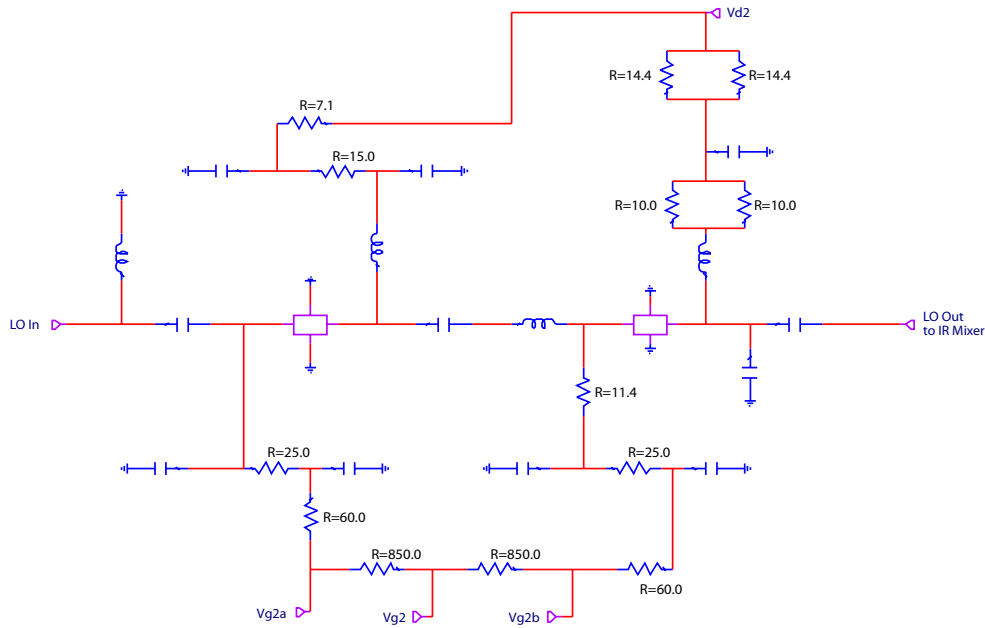 Vd2
R=14.4
R=14.4
R=7.1
R=15.0
R=10.0
R=10.0
LO In
LO Out
to IR Mixer
R=11.4
R=25.0
R=25.0
R=60.0
R=850.0
R=850.0
R=60.0
Vg2a
Vg2
Vg2b